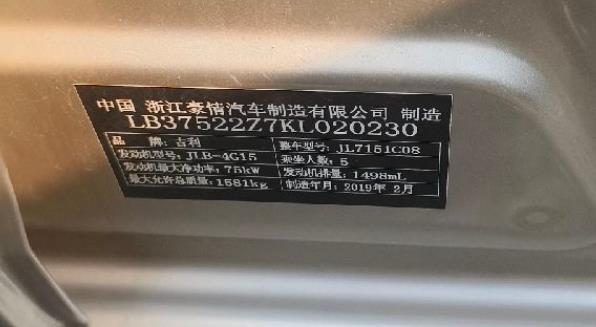 中国 浙江豪情汽车制造有限公司 制造
LB37522Z7KL020230
品 牌：吉利 整车型号：JL7151C08
发动机型号：JLB-4G15 乘坐人数：5
发动机最大净功率：75kW 发动机排量：1498mL
最大允许总质量：1581kg 制造年月：2019年 2月